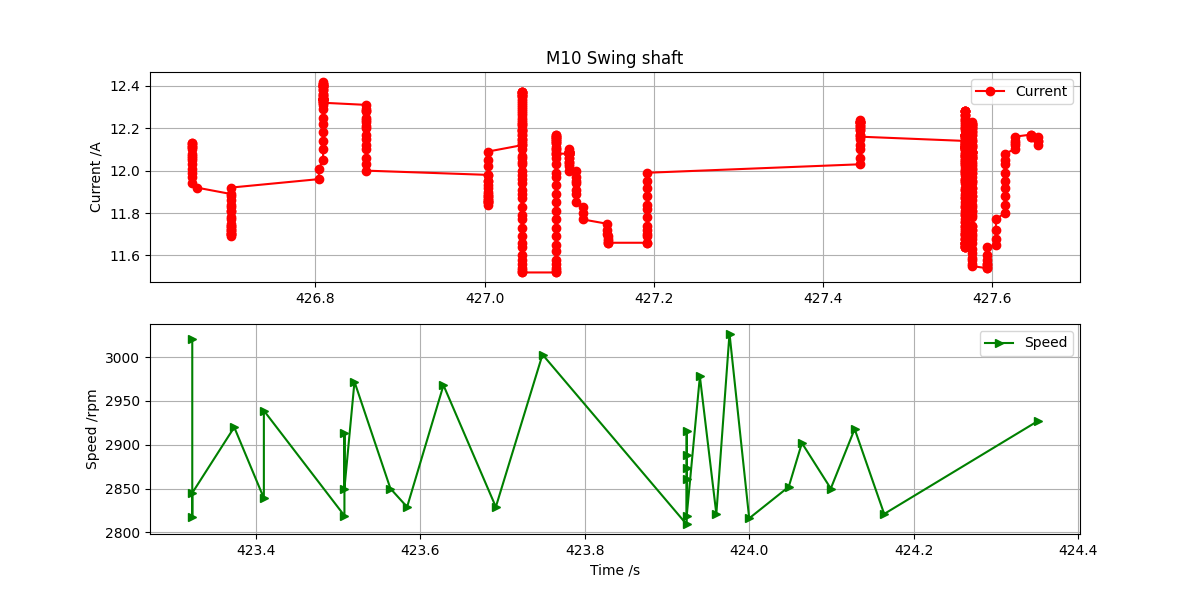 M10 Swing shaft
Current /A
12.4
12.2
12.0
11.8
11.6
Current
426.8 427.0 427.2 427.4 427.6
Speed /rpm
3000
2950
2900
2850
2800
Speed
423.4 423.6 423.8 424.0 424.2 424.4
Time /s